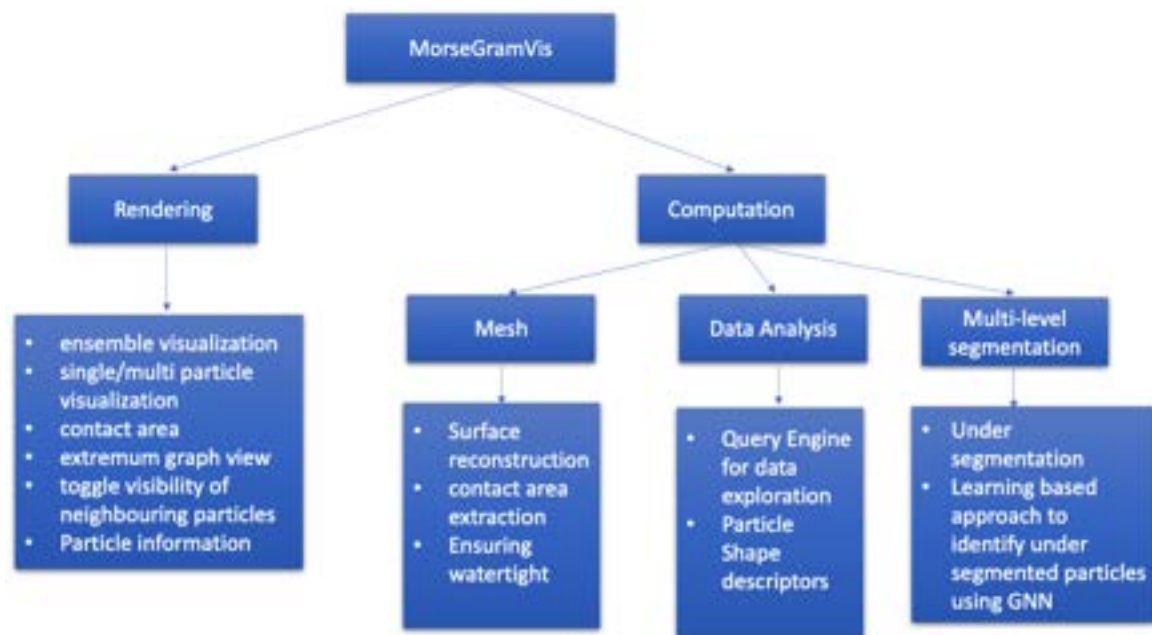 MorseGramVis
Rendering
Computation
• ensemble visualization
• single/multi particle
visualization
• contact area
• extremum graph view
• toggle visibility of
neighbouring particles
• Particle information
Mesh
• Surface
reconstruction
• contact area
extraction
• Ensuring
watertight
Data Analysis
• Query Engine
for data
exploration
• Particle
Shape
descriptors
Multi-level
segmentation
• Under
segmentation
• Learning based
approach to
identify under
segmented particles
using GNN